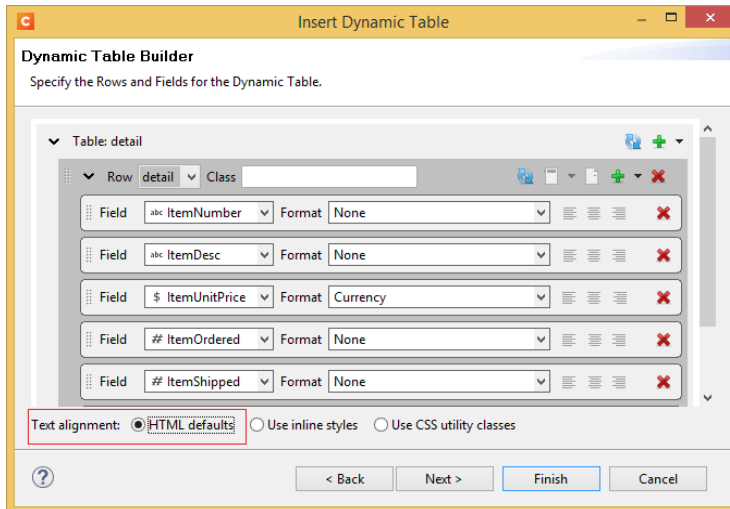 Insert Dynamic Table
Dynamic Table Builder
Specify the Rows and Fields for the Dynamic Table.
Table: detail
Row detail Class
Field abc ItemNumber Format None
Field abc ItemDesc Format None
Field $ ItemUnitPrice Format Currency
Field # ItemOrdered Format None
Field # ItemShipped Format None
Text alignment: HTML defaults Use inline styles Use CSS utility classes
? < Back Next > Finish Cancel